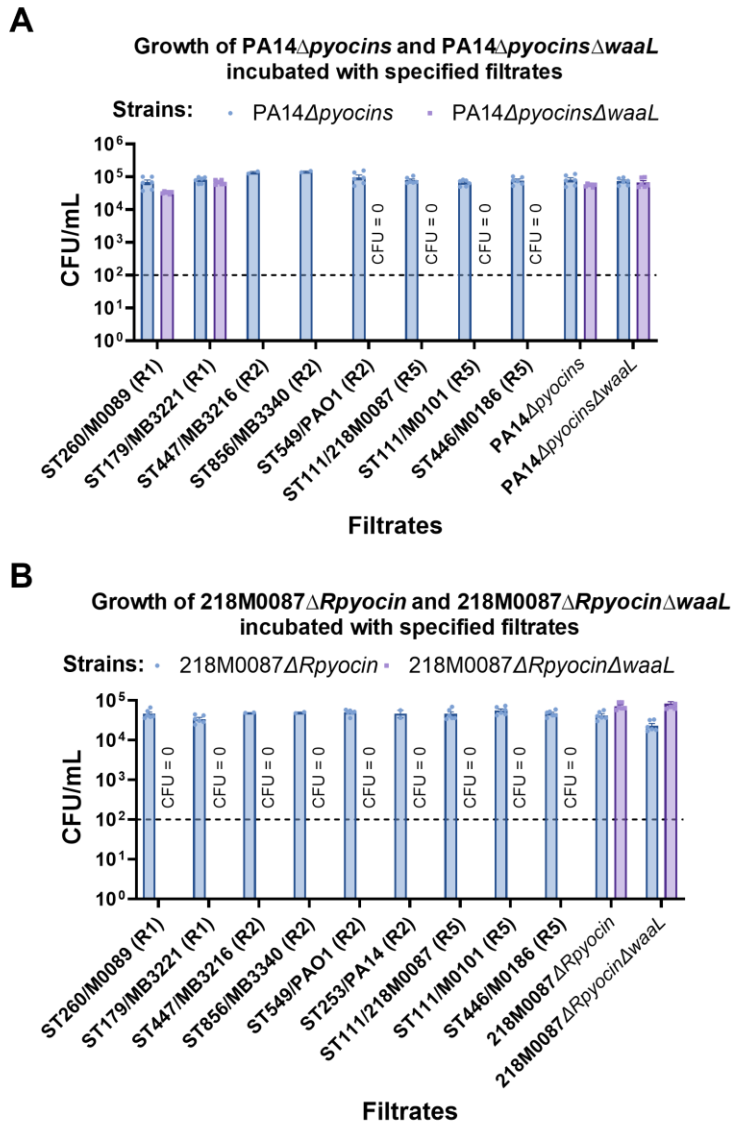 A
Growth of PA14Δpyocins and PA14ΔpyocinsΔwaaL
incubated with specified filtrates
Strains: PA14Δpyocins PA14ΔpyocinsΔwaaL
CFU/mL
10⁶
10⁵
10⁴
10³
10²
10¹
10⁰
CFU = 0
CFU = 0
CFU = 0
CFU = 0
ST260/M0089 (R1)
ST179/MB3221 (R1)
ST447/MB3216 (R2)
ST856/MB3340 (R2)
ST549/PAO1 (R2)
ST111/218M0087 (R5)
ST111/M0101 (R5)
ST446/M0186 (R5)
PA14Δpyocins
PA14ΔpyocinsΔwaaL
Filtrates
B
Growth of 218M0087ΔRpyocin and 218M0087ΔRpyocinΔwaaL
incubated with specified filtrates
Strains: 218M0087ΔRpyocin 218M0087ΔRpyocinΔwaaL
CFU/mL
10⁵
10⁴
10³
10²
10¹
10⁰
CFU = 0
CFU = 0
CFU = 0
CFU = 0
CFU = 0
CFU = 0
CFU = 0
CFU = 0
CFU = 0
ST260/M0089 (R1)
ST179/MB3221 (R1)
ST447/MB3216 (R2)
ST856/MB3340 (R2)
ST549/PAO1 (R2)
ST253/PA14 (R2)
ST111/218M0087 (R5)
ST111/M0101 (R5)
ST446/M0186 (R5)
218M0087ΔRpyocin
218M0087ΔRpyocinΔwaaL
Filtrates